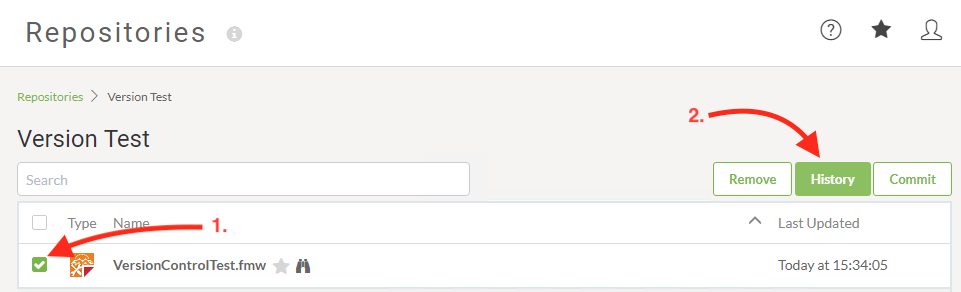 Repositories
Repositories > Version Test
2.
Version Test
Search
Remove History Commit
Type Name Last Updated
1.
VersionControlTest.fmw Today at 15:34:05